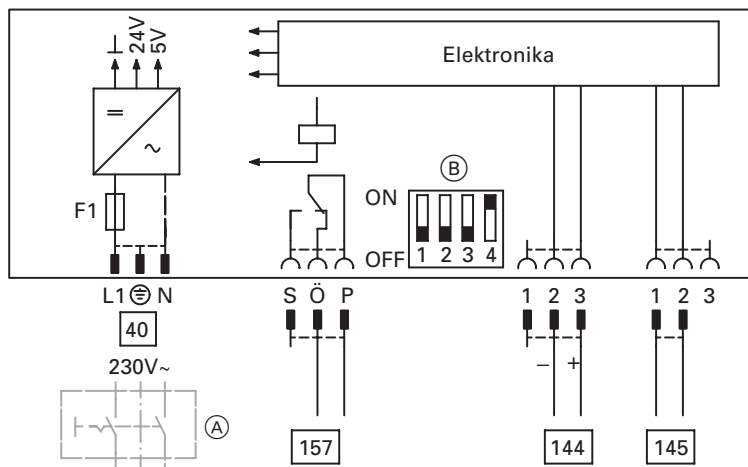 24V
5V
Elektronika
=
~
F1
B
ON
OFF
1 2 3 4
L1 N
S Ö P
1 2 3
1 2 3
40
230V~
A
− +
157
144
145